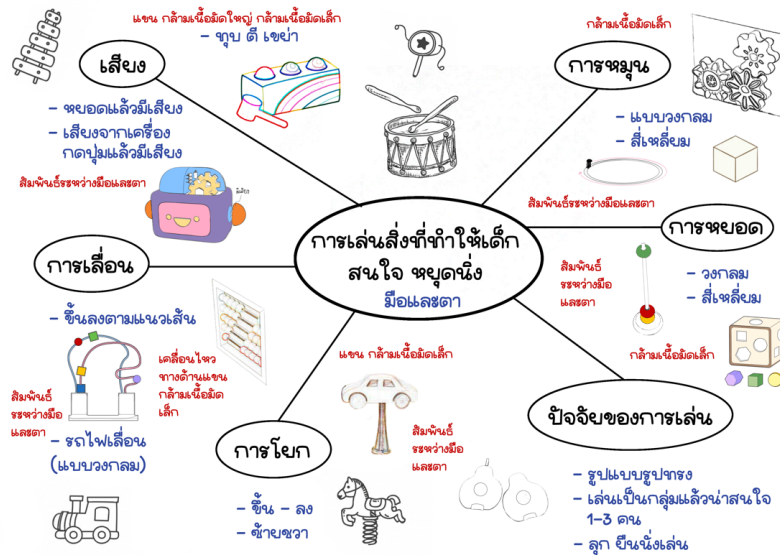 แขน กล้ามเนื้อมัดใหญ่ กล้ามเนื้อมัดเล็ก
- ทุบ ตี เขย่า
เสียง
- หยอดแล้วมีเสียง
- เสียงจากเครื่อง
กดปุ่มแล้วมีเสียง
สัมพันธ์ระหว่างมือและตา
มีเสียง
กล้ามเนื้อมัดเล็ก
การหมุน
- แบบวงกลม
- สี่เหลี่ยม
สัมพันธ์ระหว่างมือและตา
การเล่นสิ่งที่ทำให้เด็ก
สนใจ หยุดนิ่ง
มือและตา
การหยอด
- วงกลม
- สี่เหลี่ยม
สัมพันธ์
ระหว่างมือ
และตา
กล้ามเนื้อมัดเล็ก
การเลื่อน
- ขึ้นลงตามแนวเส้น
เคลื่อนไหว
ทางด้านแขน
กล้ามเนื้อมัด
เล็ก
สัมพันธ์
ระหว่างมือ
และตา
- รถไฟเลื่อน
(แบบวงกลม)
แขน กล้ามเนื้อมัดเล็ก
สัมพันธ์
ระหว่างมือ
และตา
การโยก
- ขึ้น - ลง
- ซ้ายขวา
ปัจจัยของการเล่น
- รูปแบบรูปทรง
- เล่นเป็นกลุ่มแล้วน่าสนใจ
1-3 คน
- ลุก ยืนนั่งเล่น